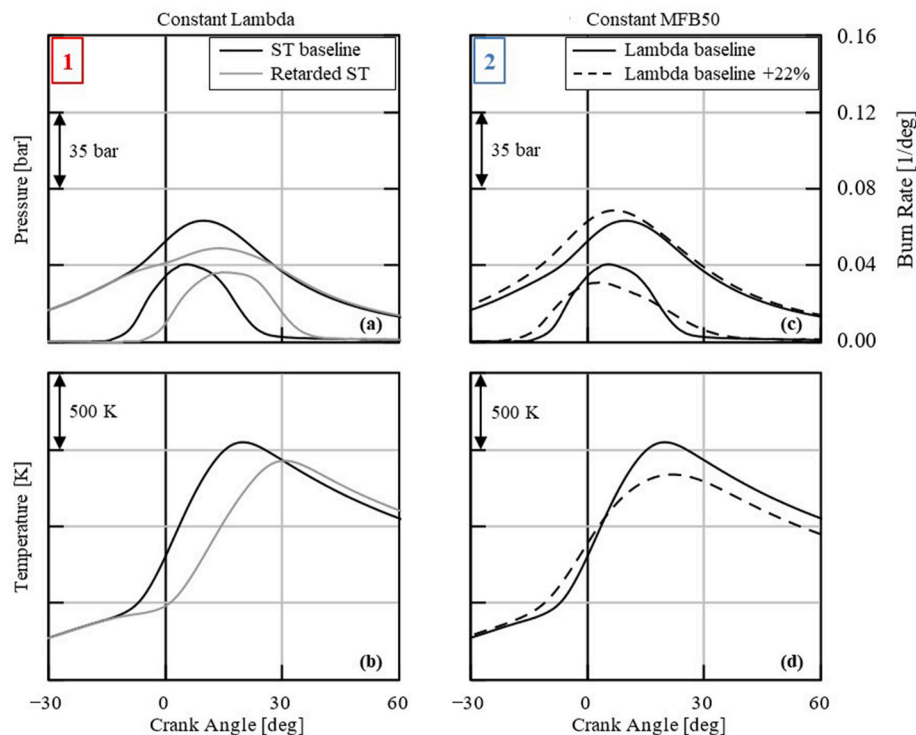 Constant Lambda
Constant MFB50
1
ST baseline
Retarded ST
2
Lambda baseline
Lambda baseline +22%
0.16
0.12
0.08
0.04
0.00
Pressure [bar]
35 bar
35 bar
Burn Rate [1/deg]
(a)
(c)
500 K
500 K
Temperature [K]
(b)
(d)
−30
0
30
60
−30
0
30
60
Crank Angle [deg]
Crank Angle [deg]